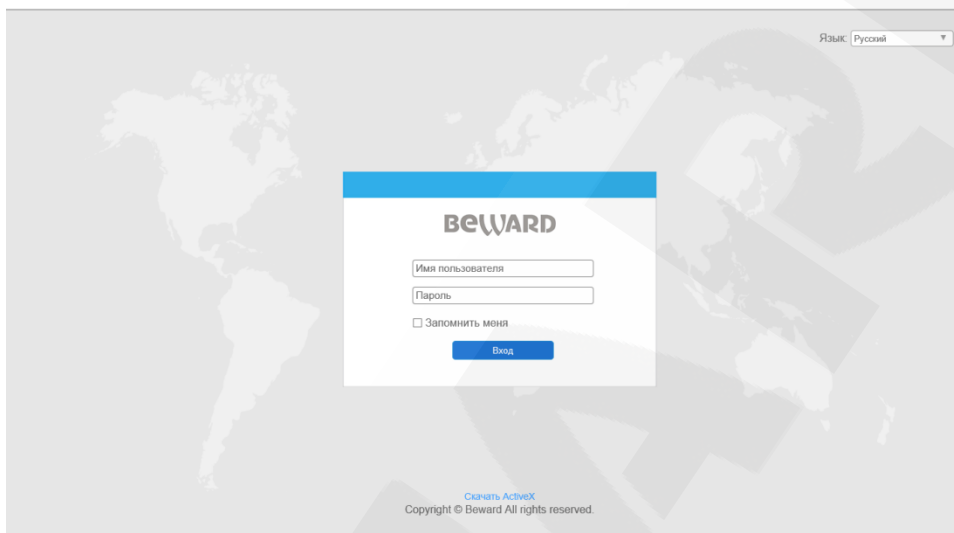 Язык: Русский
BEWARD
Имя пользователя
Пароль
Запомнить меня
Вход
Скачать ActiveX
Copyright © Beward All rights reserved.